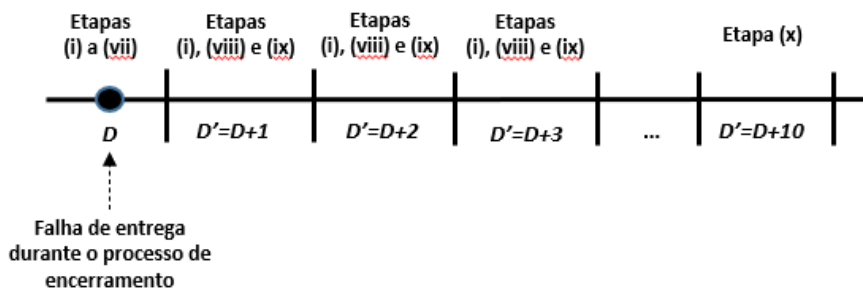 Etapas
(i) a (vii)
Etapas
(i), (viii) e (ix)
Etapas
(i), (viii) e (ix)
Etapas
(i), (viii) e (ix)
Etapa (x)
D
D'=D+1
D'=D+2
D'=D+3
...
D'=D+10
Falha de entrega
durante o processo de
encerramento